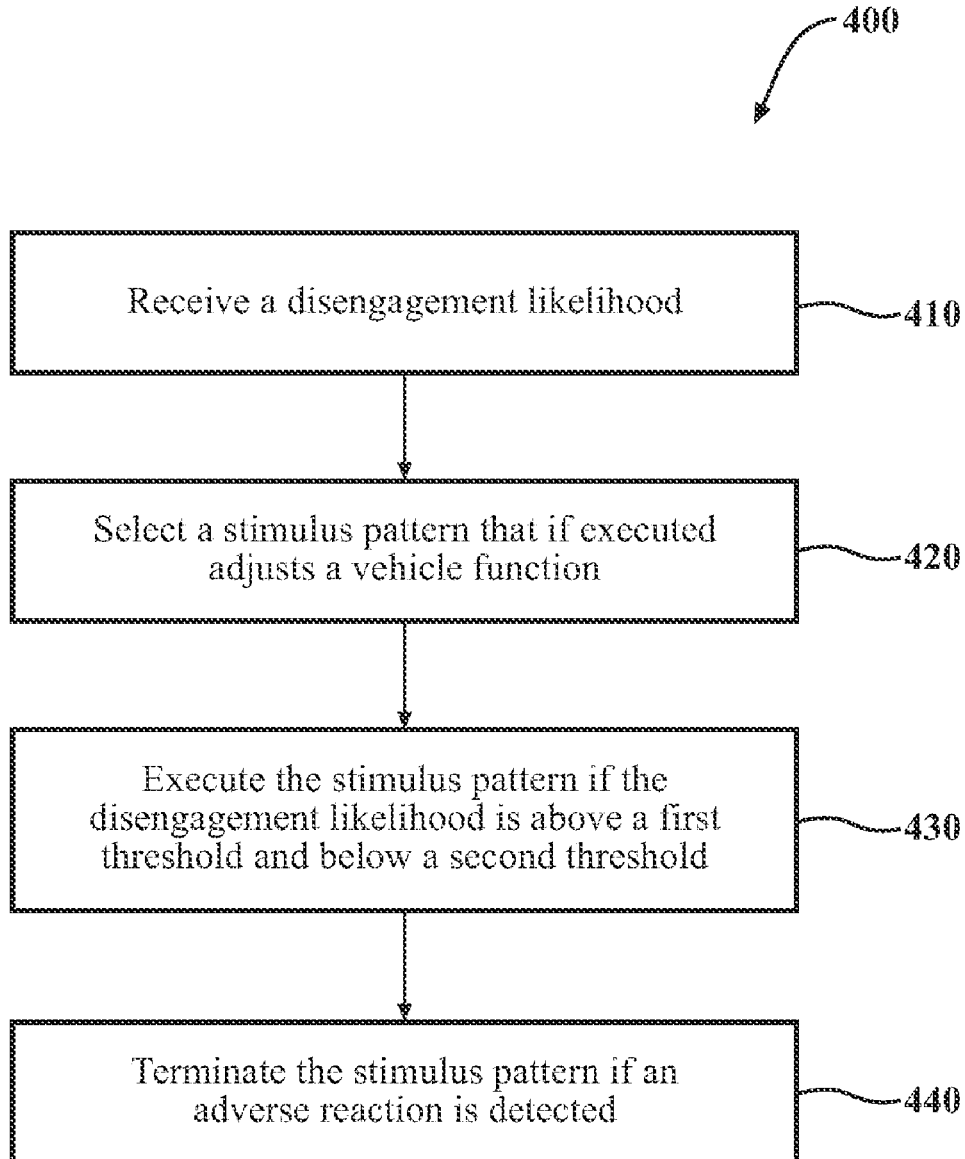 400
Receive a disengagement likelihood
410
Select a stimulus pattern that if executed
adjusts a vehicle function
420
Execute the stimulus pattern if the
disengagement likelihood is above a first
threshold and below a second threshold
430
Terminate the stimulus pattern if an
adverse reaction is detected
440